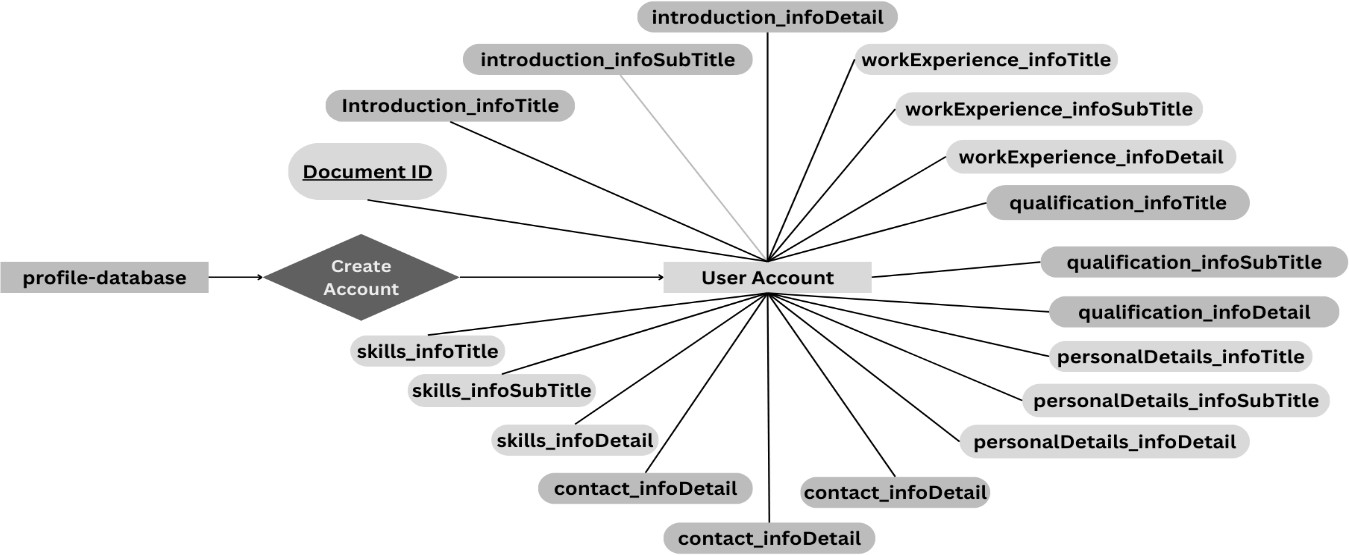 introduction_infoDetail
introduction_infoSubTitle
workExperience_infoTitle
Introduction_infoTitle
workExperience_infoSubTitle
workExperience_infoDetail
Document ID
qualification_infoTitle
profile-database
Create
Account
User Account
qualification_infoSubTitle
qualification_infoDetail
skills_infoTitle
personalDetails_infoTitle
skills_infoSubTitle
personalDetails_infoSubTitle
skills_infoDetail
personalDetails_infoDetail
contact_infoDetail
contact_infoDetail
contact_infoDetail